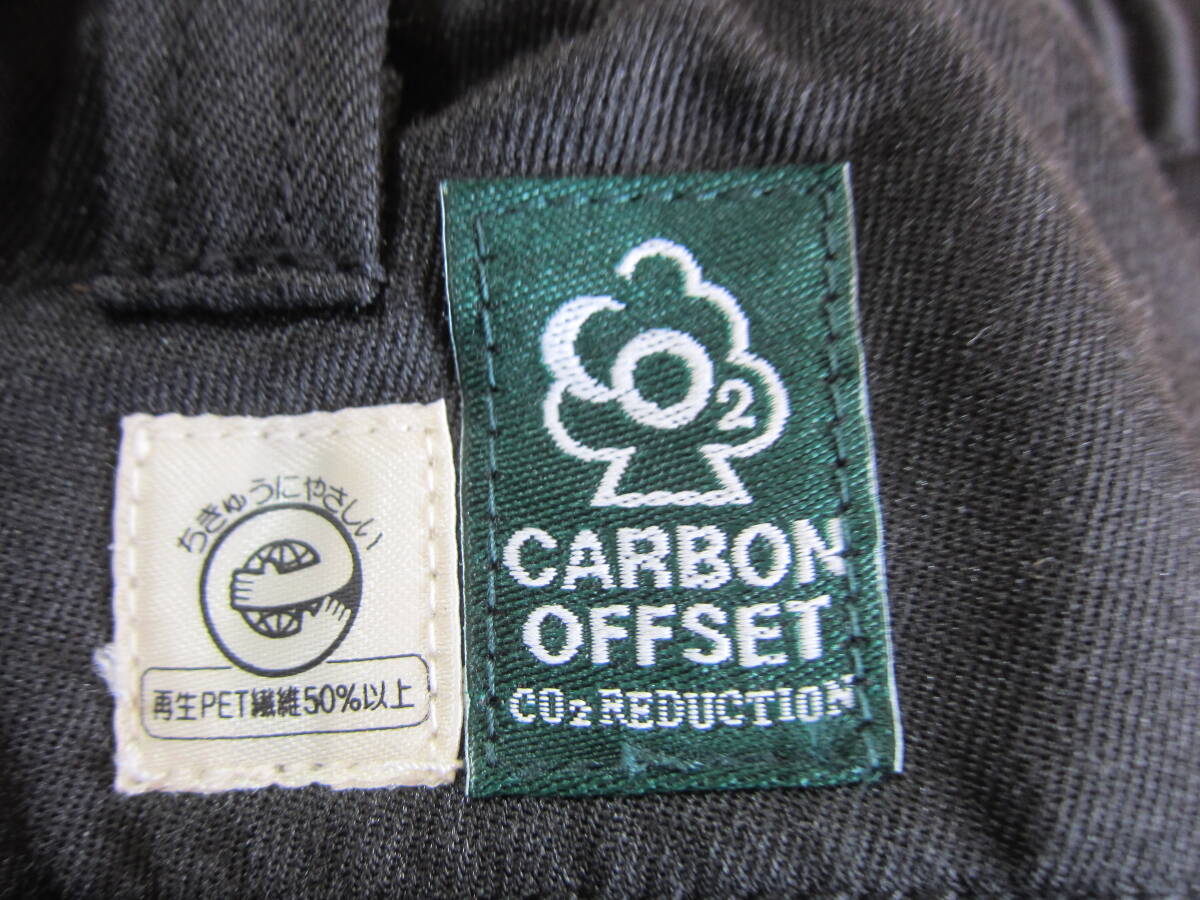 ちきゅうにやさしい
再生PET繊維50%以上
CO2
CARBON
OFFSET
CO2 REDUCTION